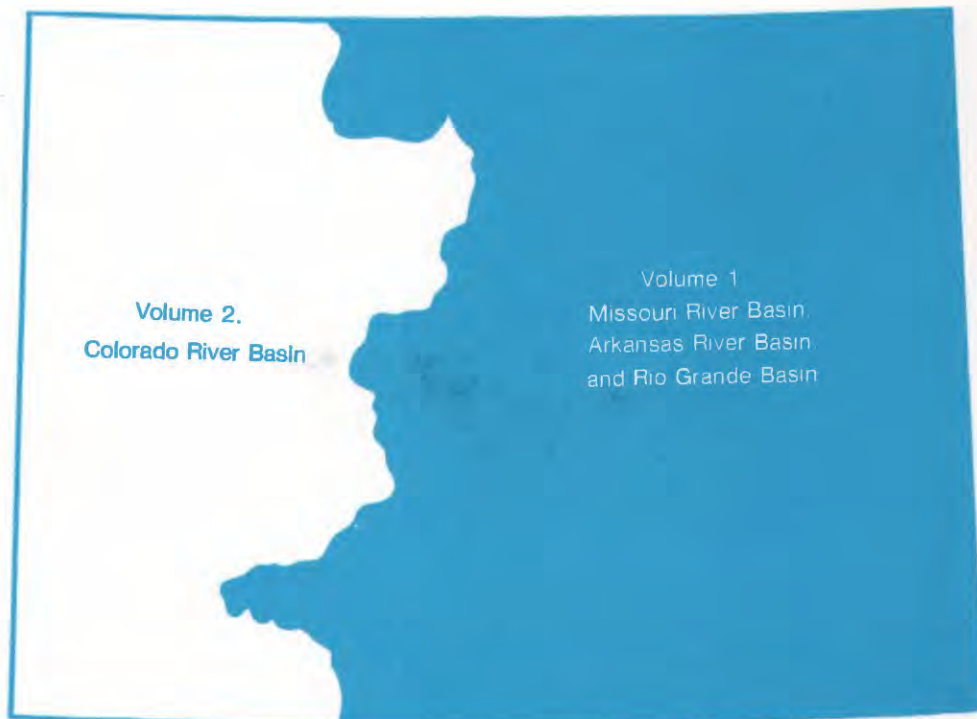 Volume 2.
Colorado River Basin
Volume 1
Missouri River Basin
Arkansas River Basin
and Rio Grande Basin